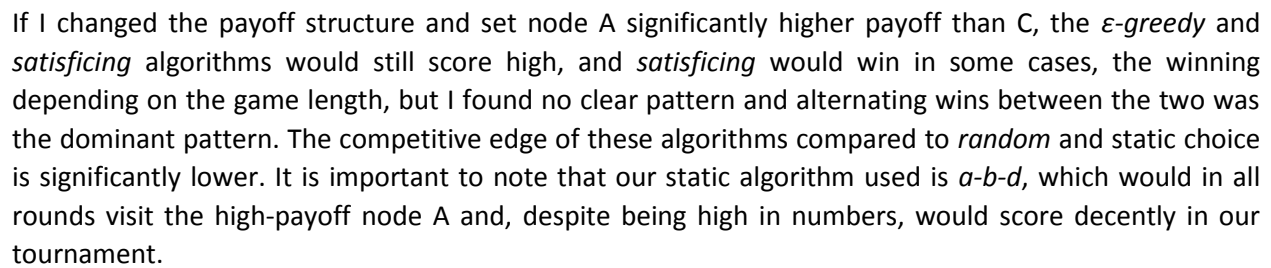 If I changed the payoff structure and set node A significantly higher payoff than C, the ε-greedy and
satisficing algorithms would still score high, and satisficing would win in some cases, the winning
depending on the game length, but I found no clear pattern and alternating wins between the two was
the dominant pattern. The competitive edge of these algorithms compared to random and static choice
is significantly lower. It is important to note that our static algorithm used is a-b-d, which would in all
rounds visit the high-payoff node A and, despite being high in numbers, would score decently in our
tournament.